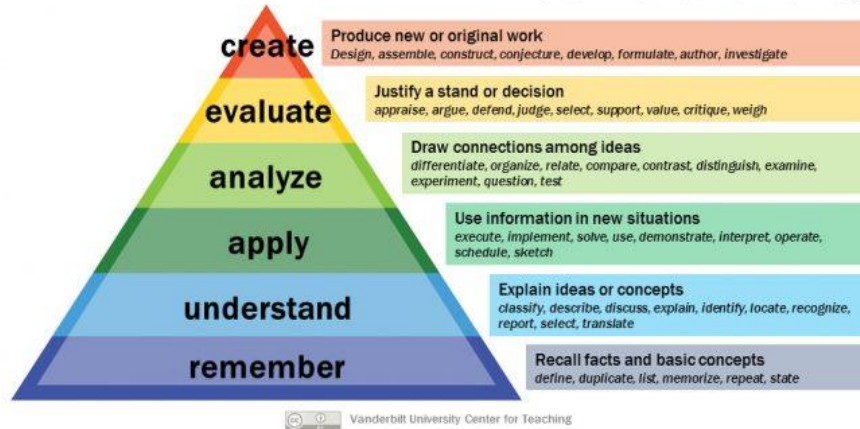 create
Produce new or original work
Design, assemble, construct, conjecture, develop, formulate, author, investigate
evaluate
Justify a stand or decision
appraise, argue, defend, judge, select, support, value, critique, weigh
analyze
Draw connections among ideas
differentiate, organize, relate, compare, contrast, distinguish, examine,
experiment, question, test
apply
Use information in new situations
execute, implement, solve, use, demonstrate, interpret, operate,
schedule, sketch
understand
Explain ideas or concepts
classify, describe, discuss, explain, identify, locate, recognize,
report, select, translate
remember
Recall facts and basic concepts
define, duplicate, list, memorize, repeat, state
cc Vanderbilt University Center for Teaching